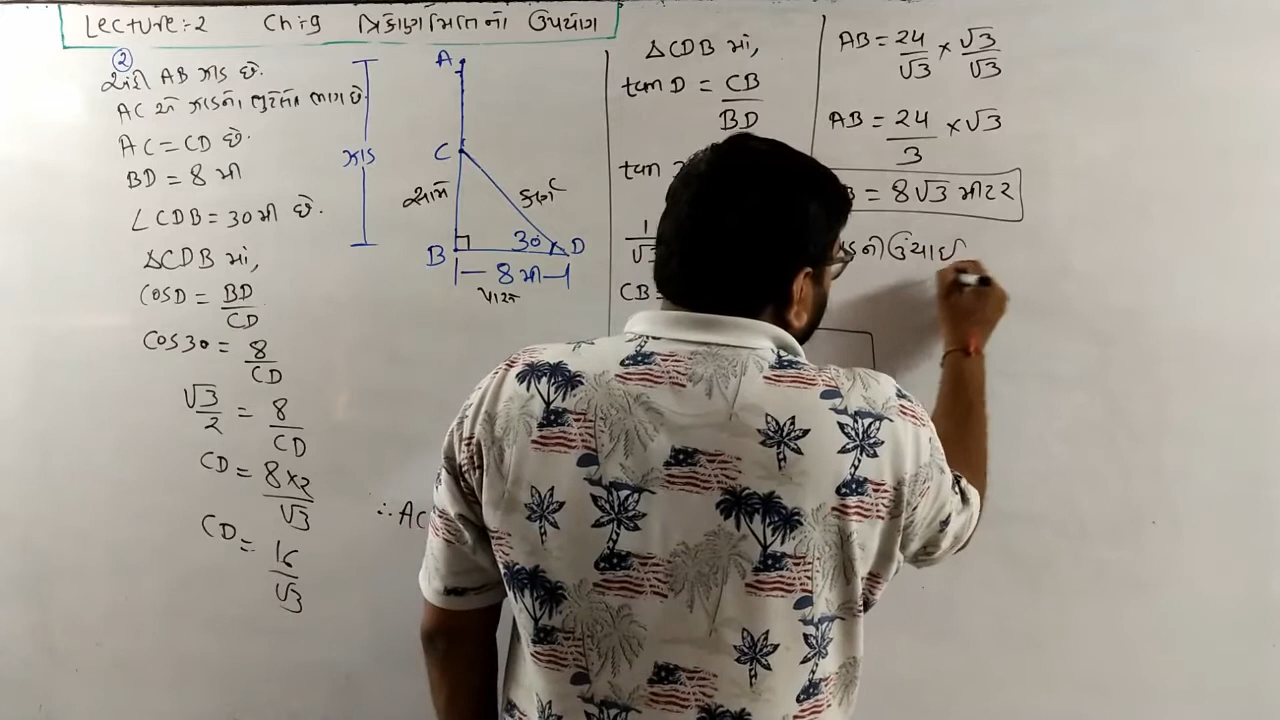 Lecture:-2 Ch:-9 ત્રિકોણમિતિના ઉપયોગો
②
અહીં AB ઝાડ છે.
AC એ ઝાડનો તુટેલો ભાગ છે.
AC = CD છે.
BD = 8 મી
∠CDB = 30 મી છે.
ΔCDB માં,
CosD = BD/CD
Cos30 = 8/CD
√3/2 = 8/CD
CD = 8×2/√3
CD = 16/√3
A
C
ઝાડ
સામે
કર્ણ
B
30
D
8 મી
પાસે
∴ AC
ΔCDB માં,
tan D = CB/BD
tan
1/√3
CB =
AB = 24/√3 × √3/√3
AB = 24/3 × √3
= 8√3 મીટર
ની ઉંચાઈ